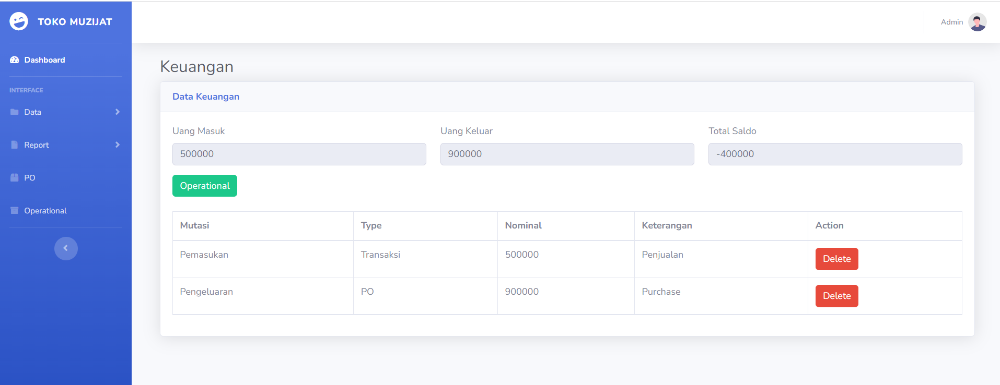 TOKO MUZIJAT
Admin
Dashboard
INTERFACE
Data
Report
PO
Operational
Keuangan
Data Keuangan
Uang Masuk Uang Keluar Total Saldo
500000 900000 -400000
Operational
Mutasi Type Nominal Keterangan Action
Pemasukan Transaksi 500000 Penjualan Delete
Pengeluaran PO 900000 Purchase Delete